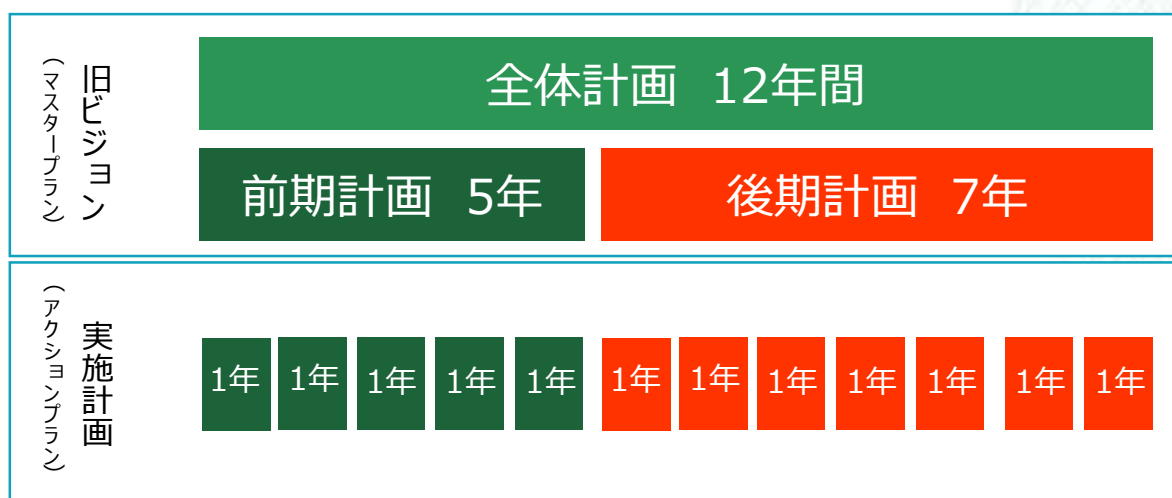 旧ビジョン
（マスタープラン）
全体計画 12年間
前期計画 5年
後期計画 7年
実施計画
（アクションプラン）
1年
1年
1年
1年
1年
1年
1年
1年
1年
1年
1年
1年